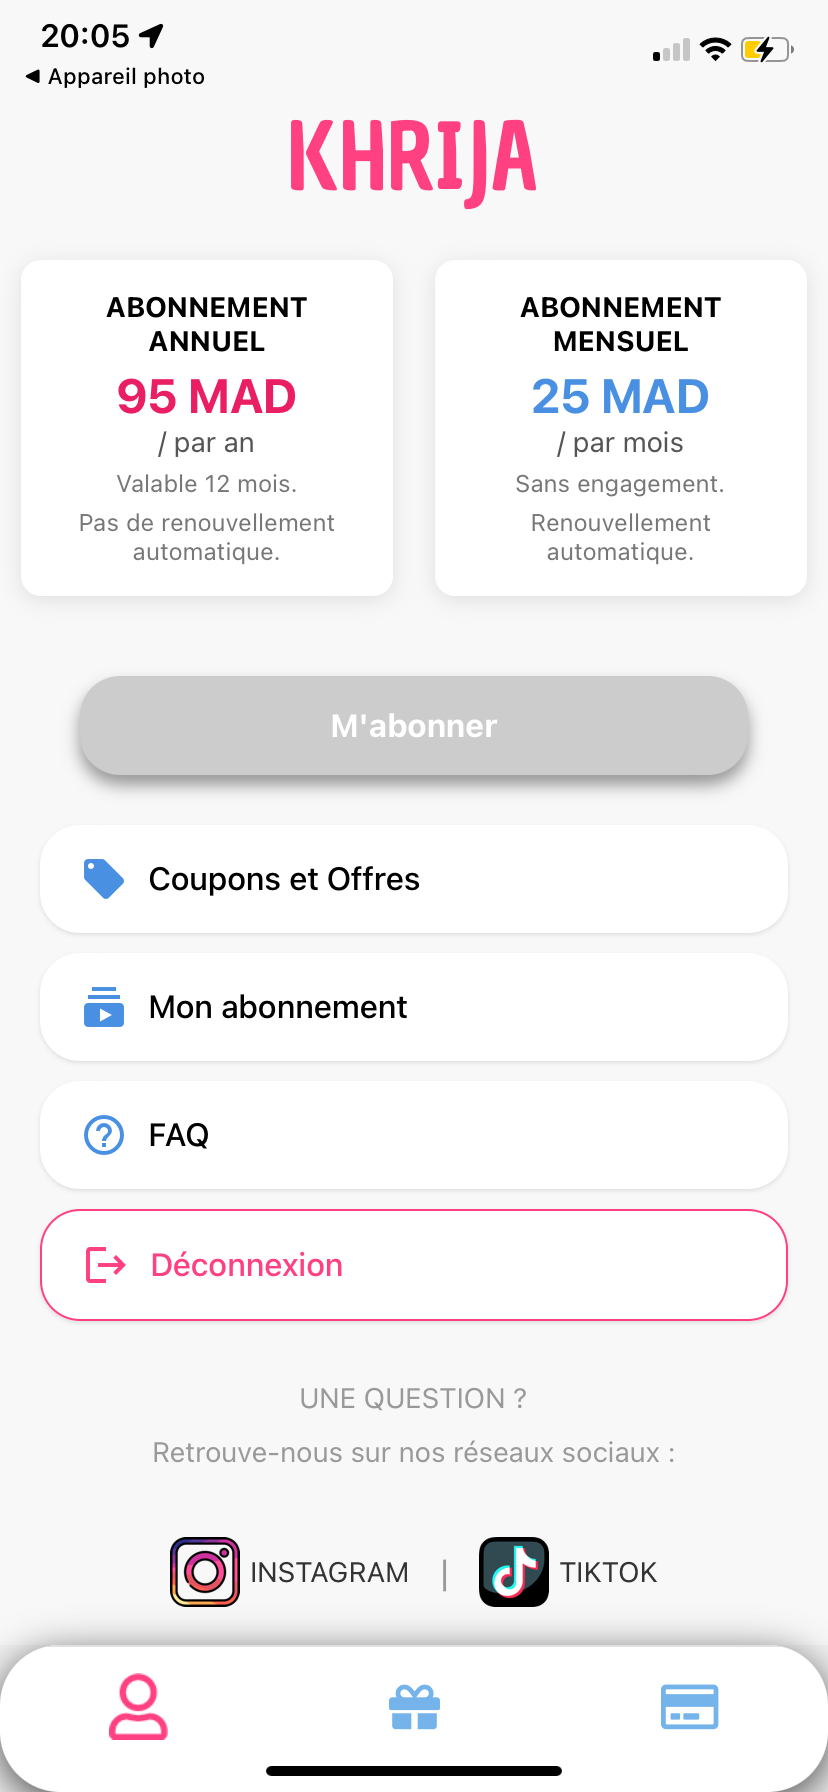 20:05
◀ Appareil photo
KHRIJA
ABONNEMENT
ANNUEL
95 MAD
/ par an
Valable 12 mois.
Pas de renouvellement
automatique.
ABONNEMENT
MENSUEL
25 MAD
/ par mois
Sans engagement.
Renouvellement
automatique.
M'abonner
Coupons et Offres
Mon abonnement
FAQ
Déconnexion
UNE QUESTION ?
Retrouve-nous sur nos réseaux sociaux :
INSTAGRAM | TIKTOK